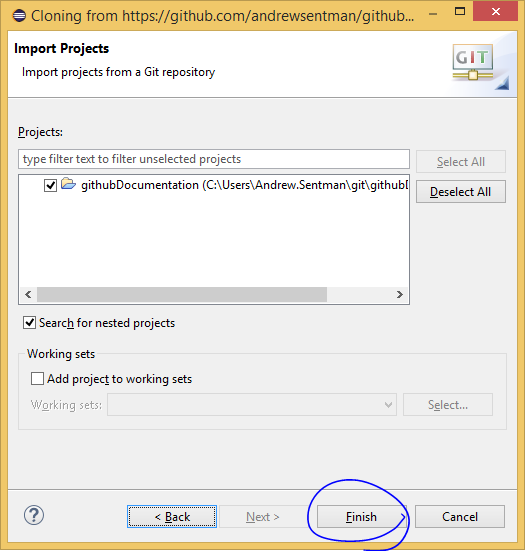 Cloning from https://github.com/andrewsentman/github...
Import Projects
Import projects from a Git repository
GIT
Projects:
type filter text to filter unselected projects
Select All
githubDocumentation (C:\Users\Andrew.Sentman\git\github
Deselect All
Search for nested projects
Working sets
Add project to working sets
Working sets:
Select...
?
< Back
Next >
Finish
Cancel